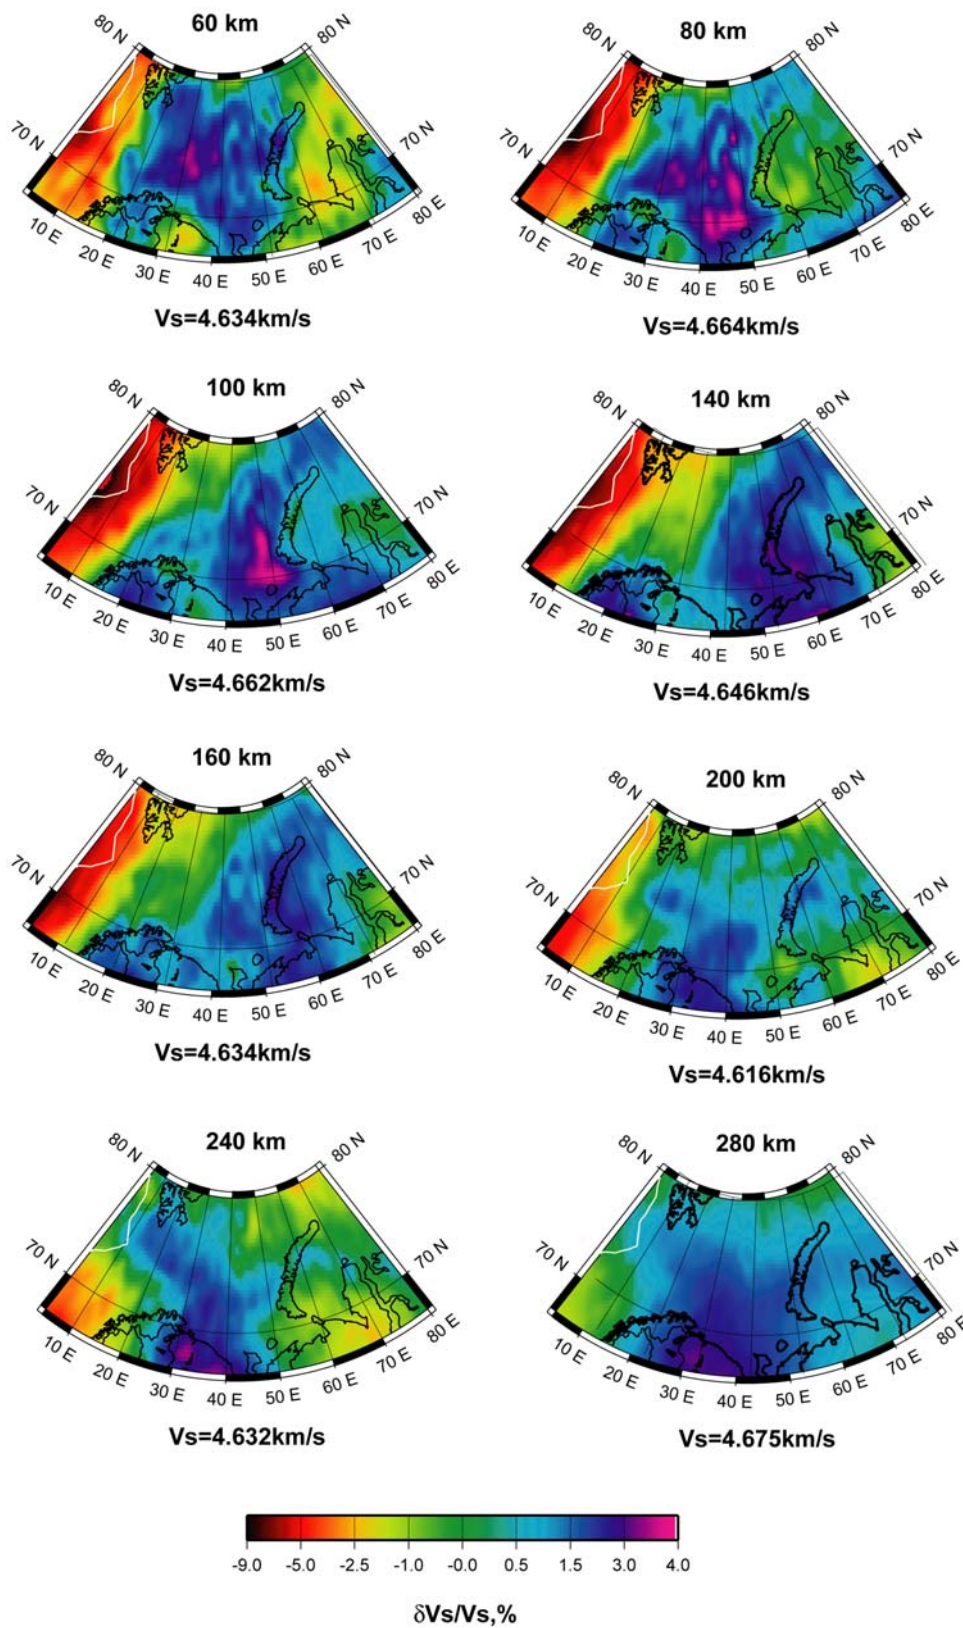 60 km
80 N
80 N
70 N
70 N
10 E
20 E
30 E
40 E
50 E
60 E
70 E
80 E
Vs=4.634km/s
80 km
80 N
80 N
70 N
70 N
10 E
20 E
30 E
40 E
50 E
60 E
70 E
80 E
Vs=4.664km/s
100 km
80 N
80 N
70 N
70 N
10 E
20 E
30 E
40 E
50 E
60 E
70 E
80 E
Vs=4.662km/s
140 km
80 N
80 N
70 N
70 N
10 E
20 E
30 E
40 E
50 E
60 E
70 E
80 E
Vs=4.646km/s
160 km
80 N
80 N
70 N
70 N
10 E
20 E
30 E
40 E
50 E
60 E
70 E
80 E
Vs=4.634km/s
200 km
80 N
80 N
70 N
70 N
10 E
20 E
30 E
40 E
50 E
60 E
70 E
80 E
Vs=4.616km/s
240 km
80 N
80 N
70 N
70 N
10 E
20 E
30 E
40 E
50 E
60 E
70 E
80 E
Vs=4.632km/s
280 km
80 N
80 N
70 N
70 N
10 E
20 E
30 E
40 E
50 E
60 E
70 E
80 E
Vs=4.675km/s
-9.0 -5.0 -2.5 -1.0 -0.0 0.5 1.5 3.0 4.0
δVs/Vs,%